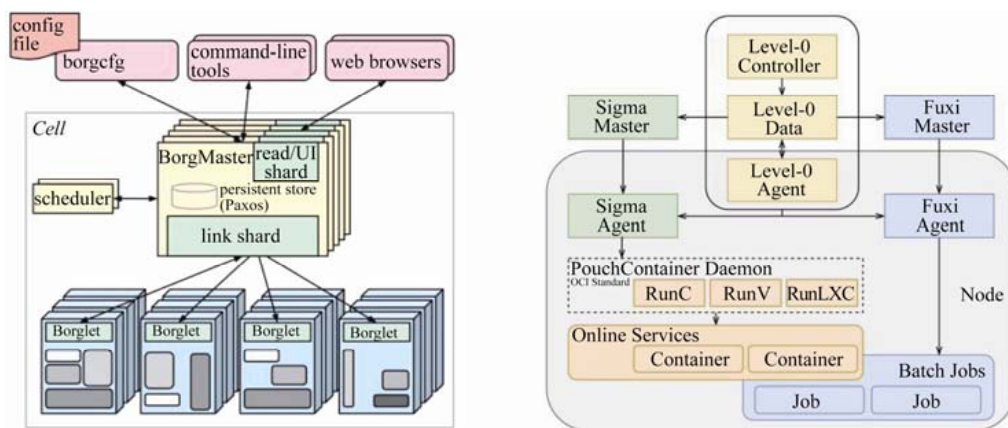 config
file
borgcfg
command-line
tools
web browsers
Cell
BorgMaster
read/UI
shard
persistent store
(Paxos)
scheduler
link shard
Borglet
Borglet
Borglet
Borglet
Level-0
Controller
Sigma
Master
Level-0
Data
Fuxi
Master
Level-0
Agent
Sigma
Agent
Fuxi
Agent
PouchContainer Daemon
OCI Standard
RunC
RunV
RunLXC
Node
Online Services
Container
Container
Batch Jobs
Job
Job